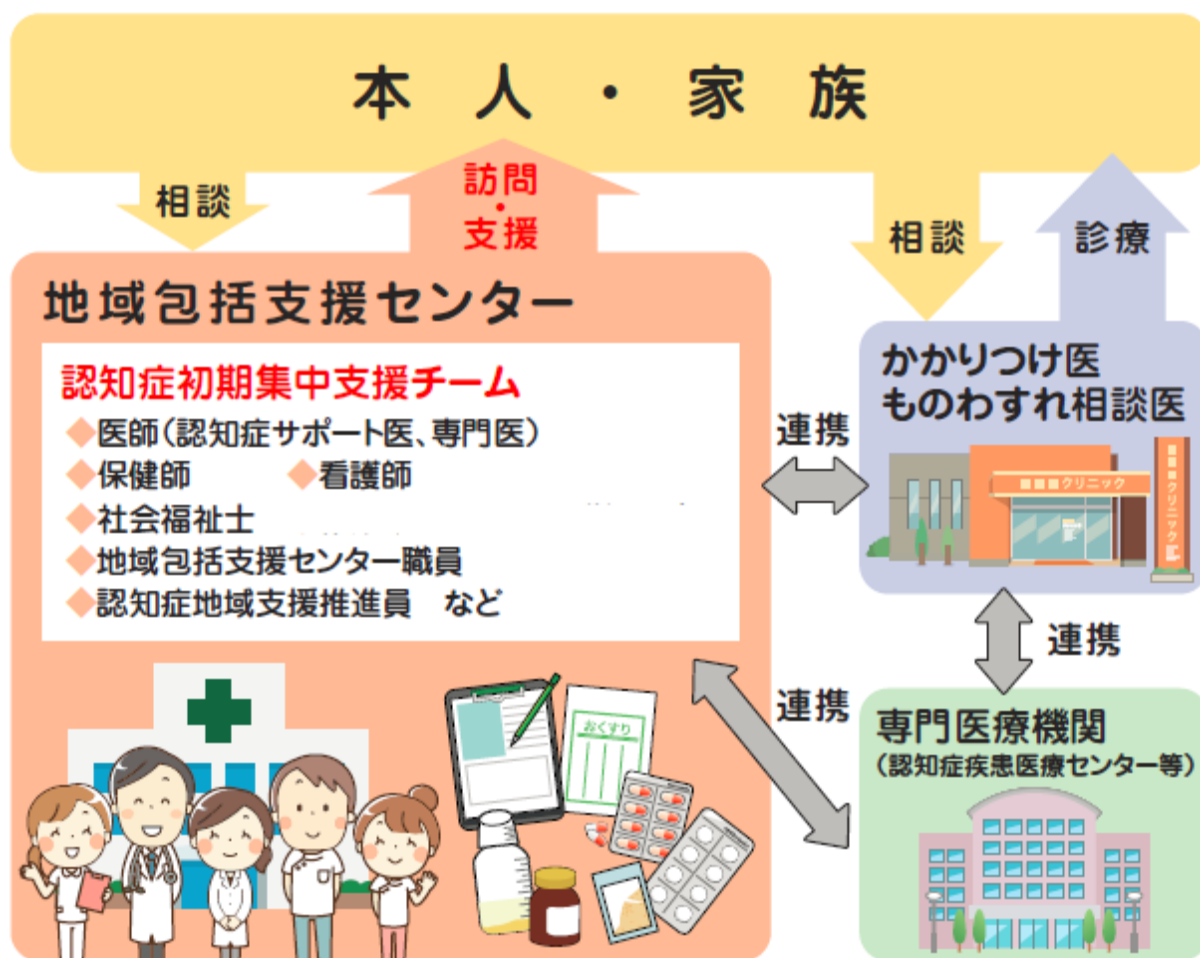 本人・家族
相談
訪問・支援
相談
診療
地域包括支援センター
認知症初期集中支援チーム
◆医師(認知症サポート医、専門医)
◆保健師 ◆看護師
◆社会福祉士
◆地域包括支援センター職員
◆認知症地域支援推進員 など
連携
かかりつけ医
ものわすれ相談医
■■■クリニック
■■■クリニック
連携
連携
専門医療機関
(認知症疾患医療センター等)
おくすり